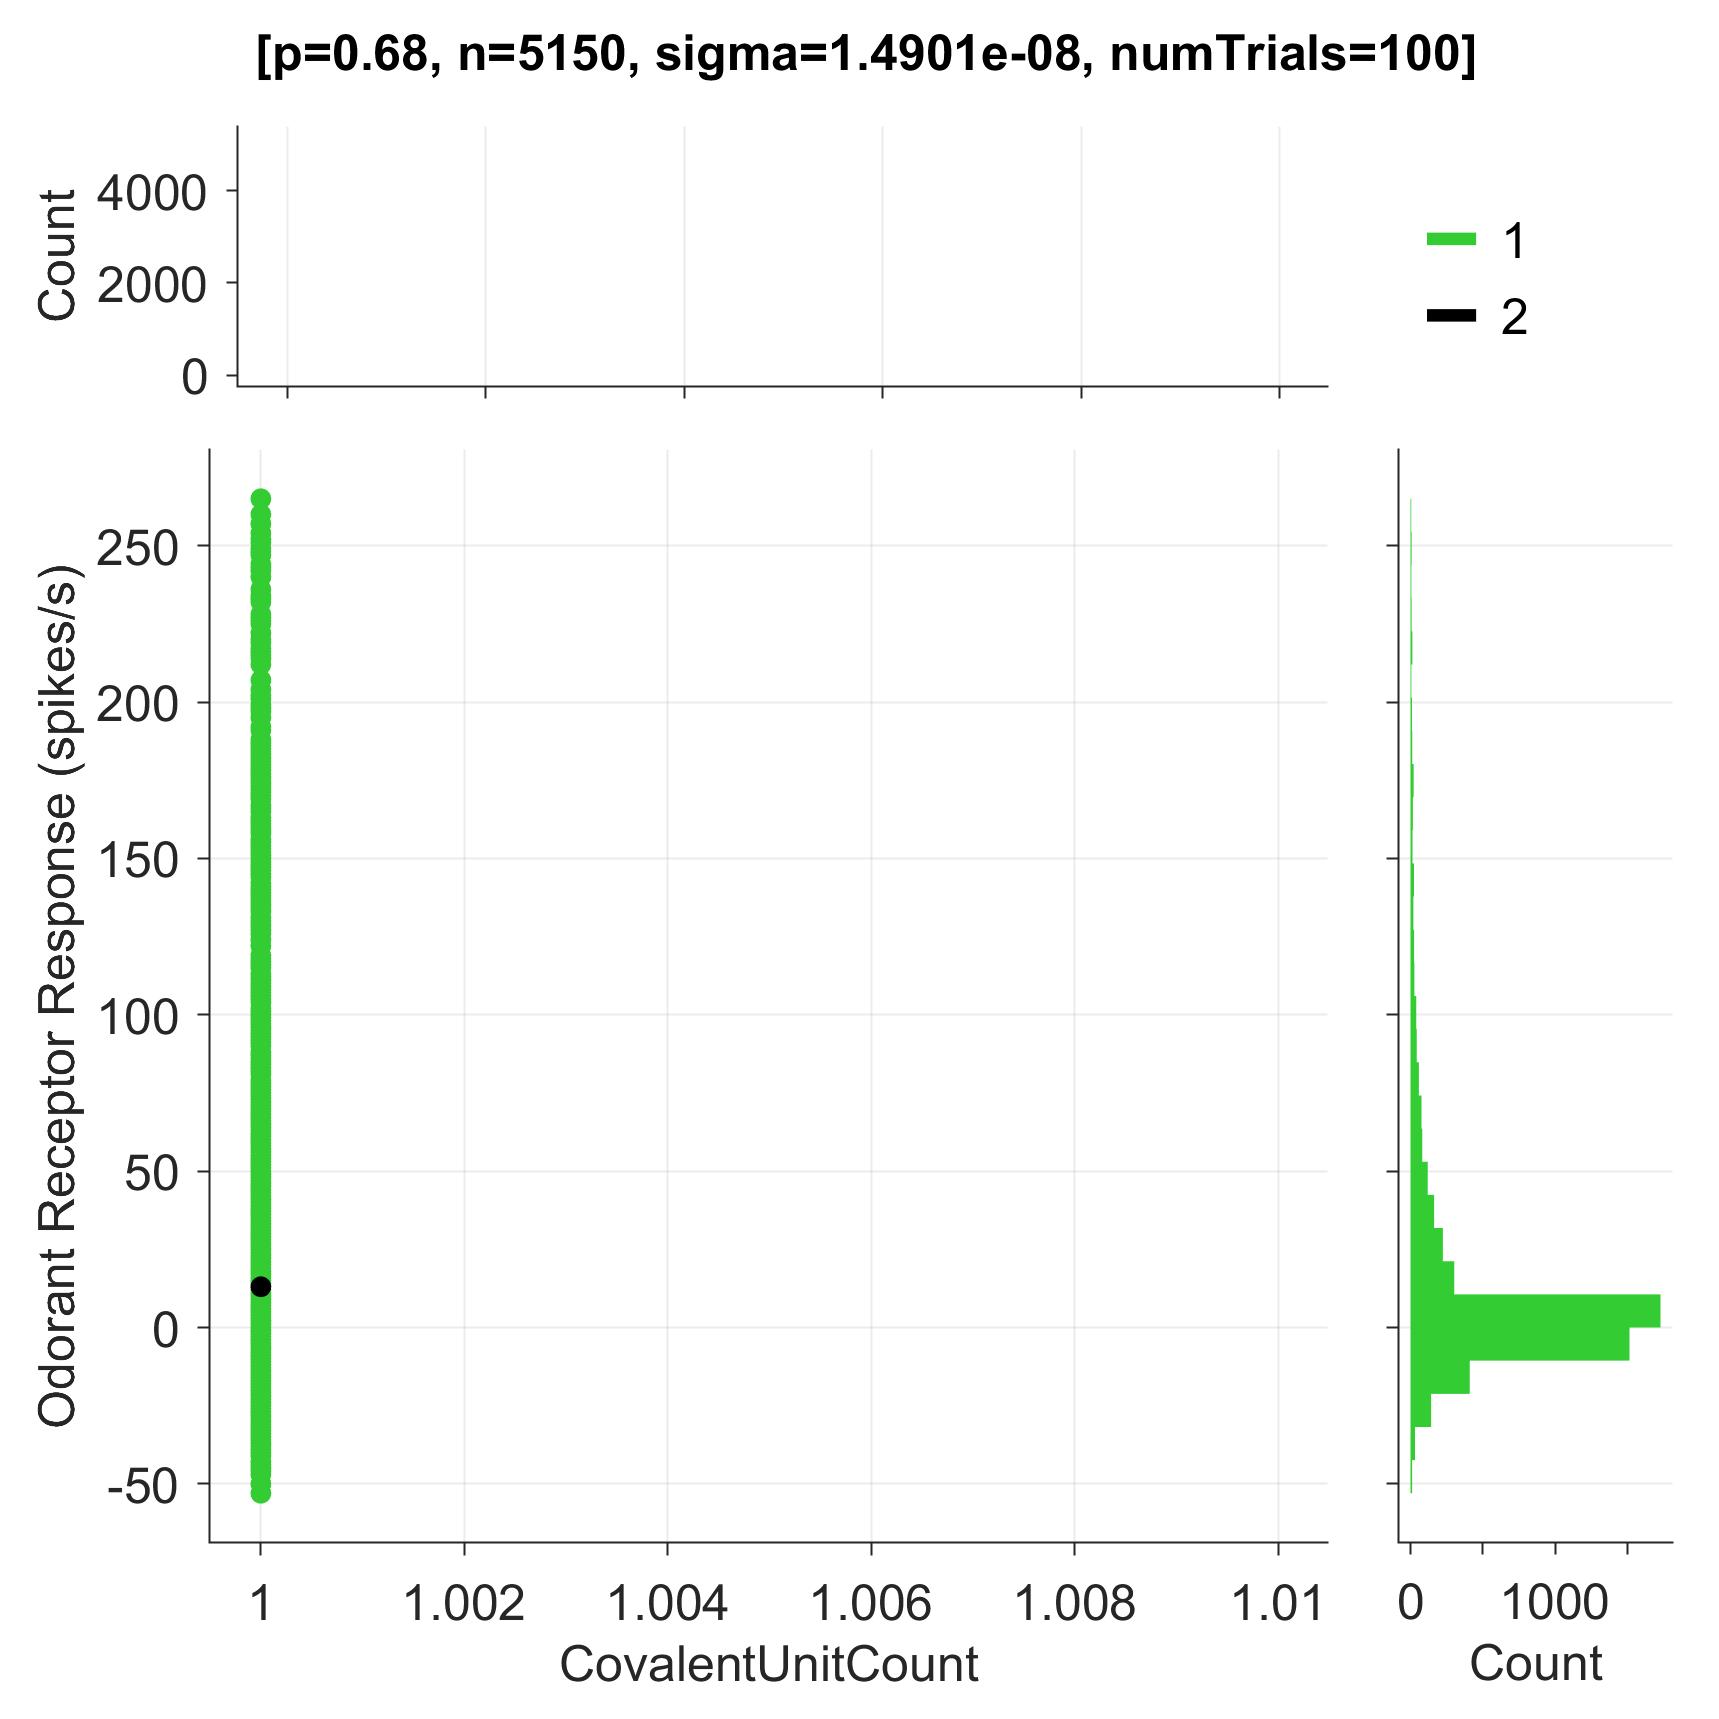 [p=0.68, n=5150, sigma=1.4901e-08, numTrials=100]
Count
4000
2000
0
1
2
Odorant Receptor Response (spikes/s)
250
200
150
100
50
0
-50
1 1.002 1.004 1.006 1.008 1.01
CovalentUnitCount
0 1000
Count